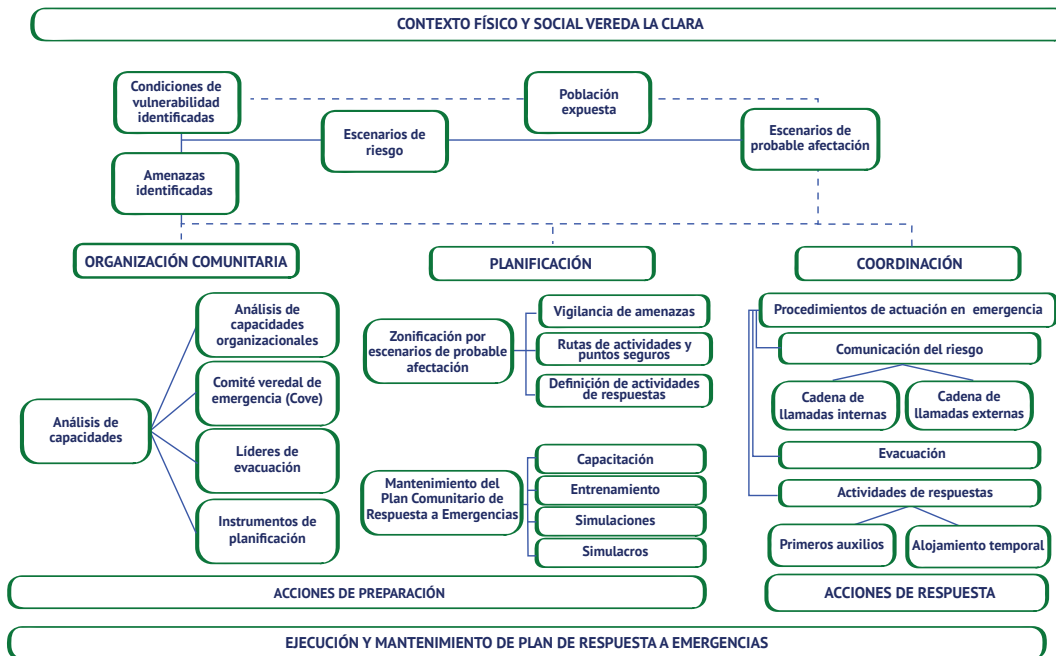 CONTEXTO FÍSICO Y SOCIAL VEREDA LA CLARA
Condiciones de
vulnerabilidad
identificadas
Población
expuesta
Escenarios de
riesgo
Escenarios de
probable afectación
Amenazas
identificadas
ORGANIZACIÓN COMUNITARIA
PLANIFICACIÓN
COORDINACIÓN
Análisis de
capacidades
Análisis de
capacidades
organizacionales
Comité veredal de
emergencia (Cove)
Líderes de
evacuación
Instrumentos de
planificación
Zonificación por
escenarios de probable
afectación
Vigilancia de amenazas
Rutas de actividades y
puntos seguros
Definición de actividades
de respuestas
Mantenimiento del
Plan Comunitario de
Respuesta a Emergencias
Capacitación
Entrenamiento
Simulaciones
Simulacros
Procedimientos de actuación en emergencia
Comunicación del riesgo
Cadena de
llamadas internas
Cadena de
llamadas externas
Evacuación
Actividades de respuestas
Primeros auxilios
Alojamiento temporal
ACCIONES DE PREPARACIÓN
ACCIONES DE RESPUESTA
EJECUCIÓN Y MANTENIMIENTO DE PLAN DE RESPUESTA A EMERGENCIAS